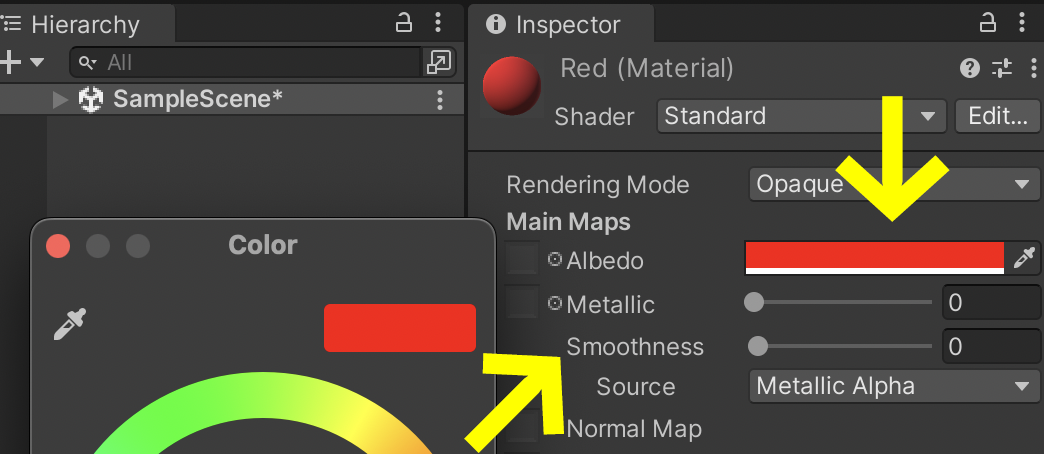 Hierarchy
All
SampleScene*
Inspector
Red (Material)
Shader
Standard
Edit...
Rendering Mode
Opaque
Main Maps
Albedo
Metallic
0
Smoothness
0
Source
Metallic Alpha
Normal Map
Color